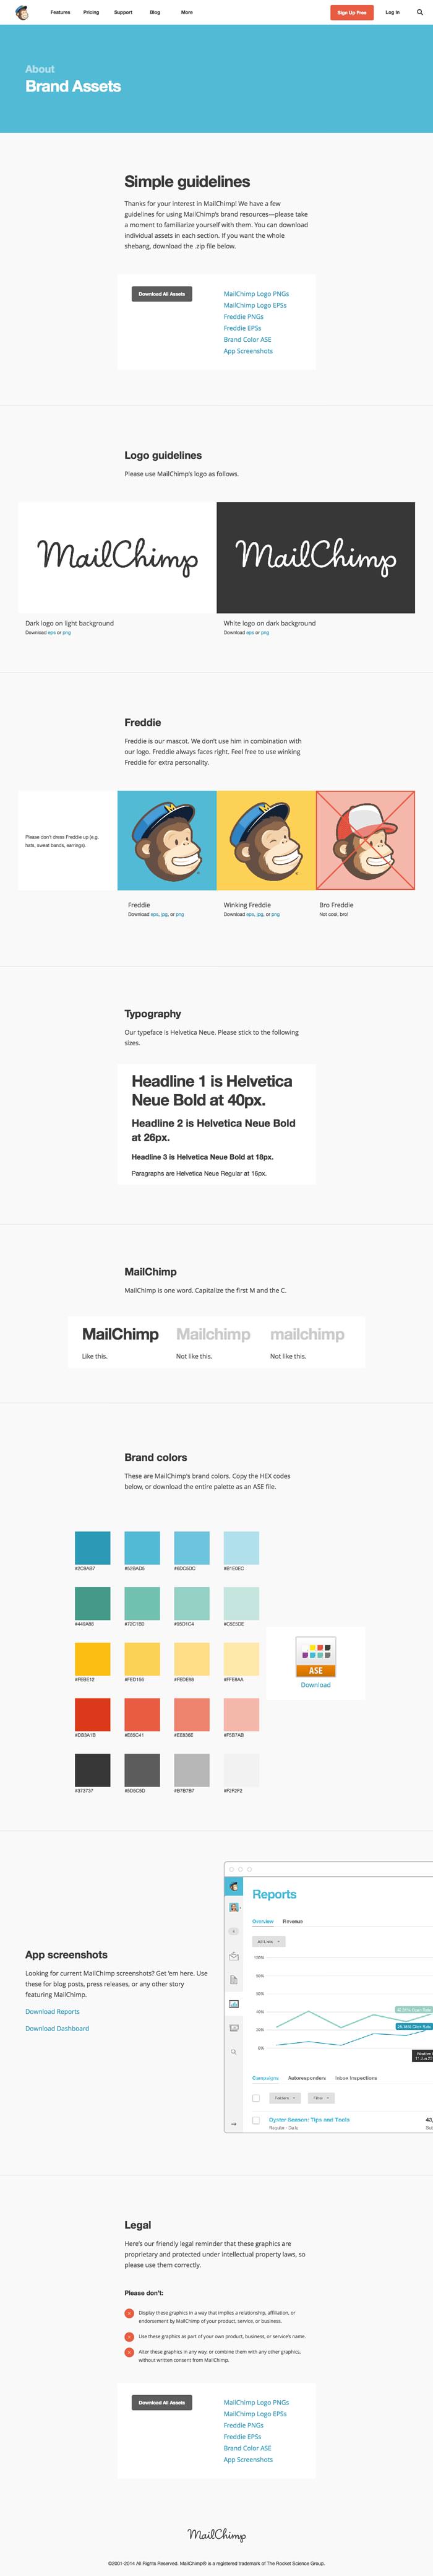 Features Pricing Support Blog More Sign Up Free Log In
About
Brand Assets
Simple guidelines
Thanks for your interest in MailChimp! We have a few
guidelines for using MailChimp's brand resources—please take
a moment to familiarize yourself with them. You can download
individual assets in each section. If you want the whole
shebang, download the .zip file below.
Download All Assets
MailChimp Logo PNGs
MailChimp Logo EPSs
Freddie PNGs
Freddie EPSs
Brand Color ASE
App Screenshots
Logo guidelines
Please use MailChimp's logo as follows.
MailChimp MailChimp
Dark logo on light background
Download eps or png
White logo on dark background
Download eps or png
Freddie
Freddie is our mascot. We don't use him in combination with
our logo. Freddie always faces right. Feel free to use winking
Freddie for extra personality.
Please don't dress Freddie up (e.g.
hats, sweat bands, earrings).
Freddie
Download eps, jpg, or png
Winking Freddie
Download eps, jpg, or png
Bro Freddie
Not cool, bro!
Typography
Our typeface is Helvetica Neue. Please stick to the following
sizes.
Headline 1 is Helvetica
Neue Bold at 40px.
Headline 2 is Helvetica Neue Bold
at 26px.
Headline 3 is Helvetica Neue Bold at 18px.
Paragraphs are Helvetica Neue Regular at 16px.
MailChimp
MailChimp is one word. Capitalize the first M and the C.
MailChimp Mailchimp mailchimp
Like this. Not like this. Not like this.
Brand colors
These are MailChimp's brand colors. Copy the HEX codes
below, or download the entire palette as an ASE file.
#2C9AB7 #52BAD5 #6DC5DC #B1E0EC
#449A88 #72C1B0 #95D1C4 #C5E5DE
#FEBE12 #FED156 #FEDE88 #FFE8AA
#DB3A1B #E85C41 #EE836E #F5B7AB
#373737 #5D5C5D #B7B7B7 #F2F2F2
ASE
Download
App screenshots
Looking for current MailChimp screenshots? Get 'em here. Use
these for blog posts, press releases, or any other story
featuring MailChimp.
Download Reports
Download Dashboard
Reports
Overview Revenue
All Lists
100%
Campaigns Autoresponders Inbox Inspections
Folders Filter
Oyster Season: Tips and Tools
Regular - Daily
Legal
Here's our friendly legal reminder that these graphics are
proprietary and protected under intellectual property laws, so
please use them correctly.
Please don't:
Display these graphics in a way that implies a relationship, affiliation, or
endorsement by MailChimp of your product, service, or business.
Use these graphics as part of your own product, business, or service's name.
Alter these graphics in any way, or combine them with any other graphics,
without written consent from MailChimp.
Download All Assets
MailChimp Logo PNGs
MailChimp Logo EPSs
Freddie PNGs
Freddie EPSs
Brand Color ASE
App Screenshots
MailChimp
©2001-2014 All Rights Reserved. MailChimp® is a registered trademark of The Rocket Science Group.